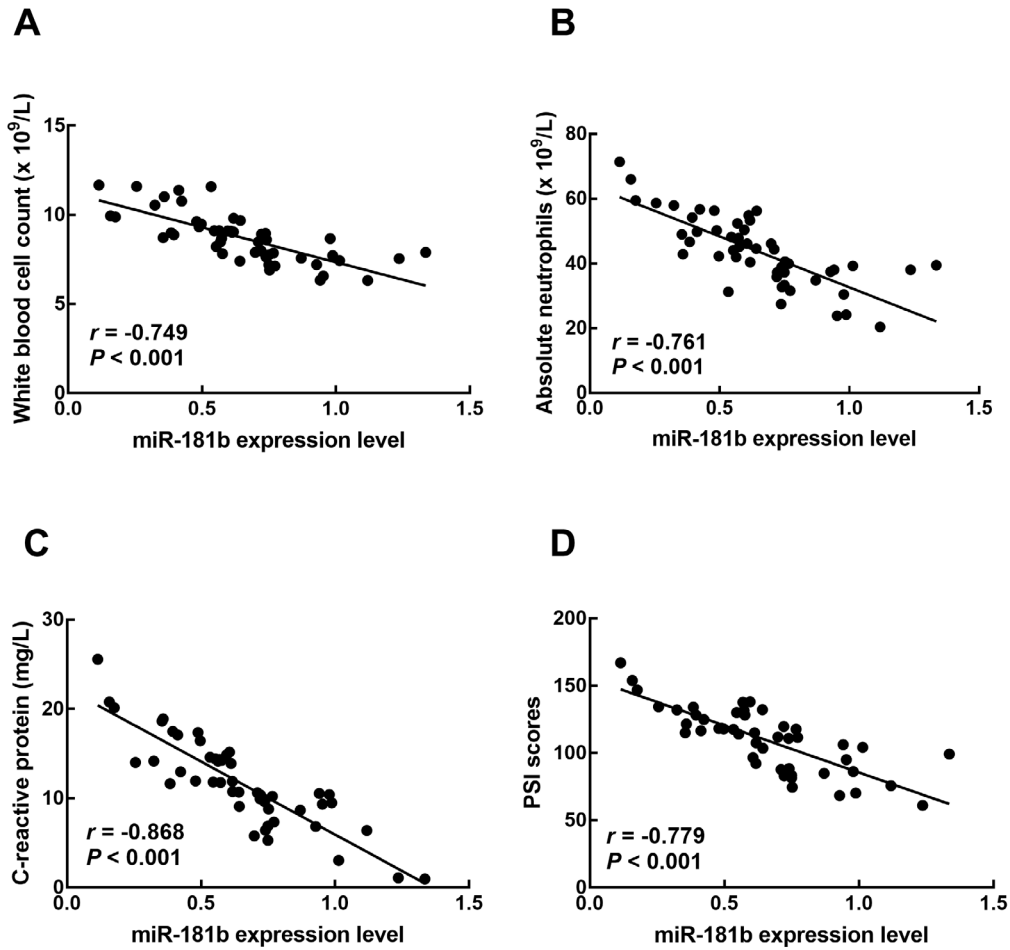 A
White blood cell count (x 10⁹/L)
15
10
5
0
0.0 0.5 1.0 1.5
r = -0.749
P < 0.001
miR-181b expression level
B
Absolute neutrophils (x 10⁹/L)
80
60
40
20
0
0.0 0.5 1.0 1.5
r = -0.761
P < 0.001
miR-181b expression level
C
C-reactive protein (mg/L)
30
20
10
0
0.0 0.5 1.0 1.5
r = -0.868
P < 0.001
miR-181b expression level
D
PSI scores
200
150
100
50
0
0.0 0.5 1.0 1.5
r = -0.779
P < 0.001
miR-181b expression level